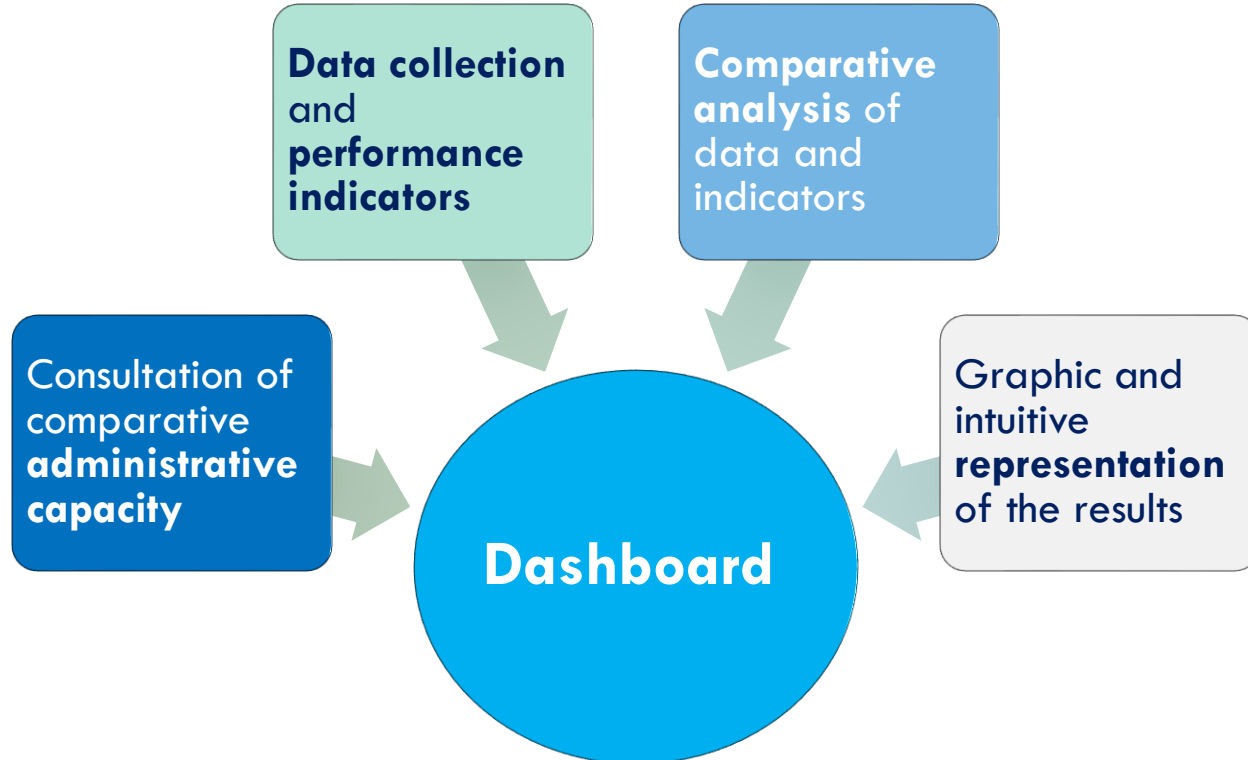 Data collection
and
performance
indicators
Comparative
analysis of
data and
indicators
Consultation of
comparative
administrative
capacity
Graphic and
intuitive
representation
of the results
Dashboard